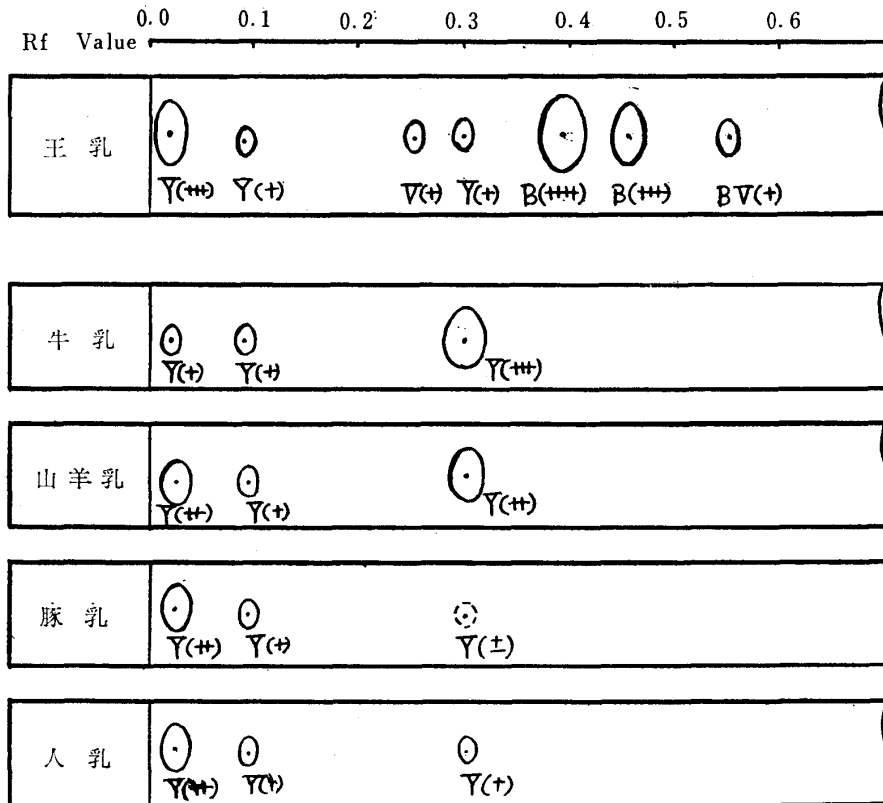 0.0 0.1 0.2 0.3 0.4 0.5 0.6
Rf Value
王 乳
Y(+++) Y(+) V(+) Y(+) B(++++) B(+++) BV(+)
牛 乳
Y(+) Y(+) Y(+++)
山羊乳
Y(++) Y(+) Y(++)
豚 乳
Y(++) Y(+) Y(±)
人 乳
Y(+) Y(+)